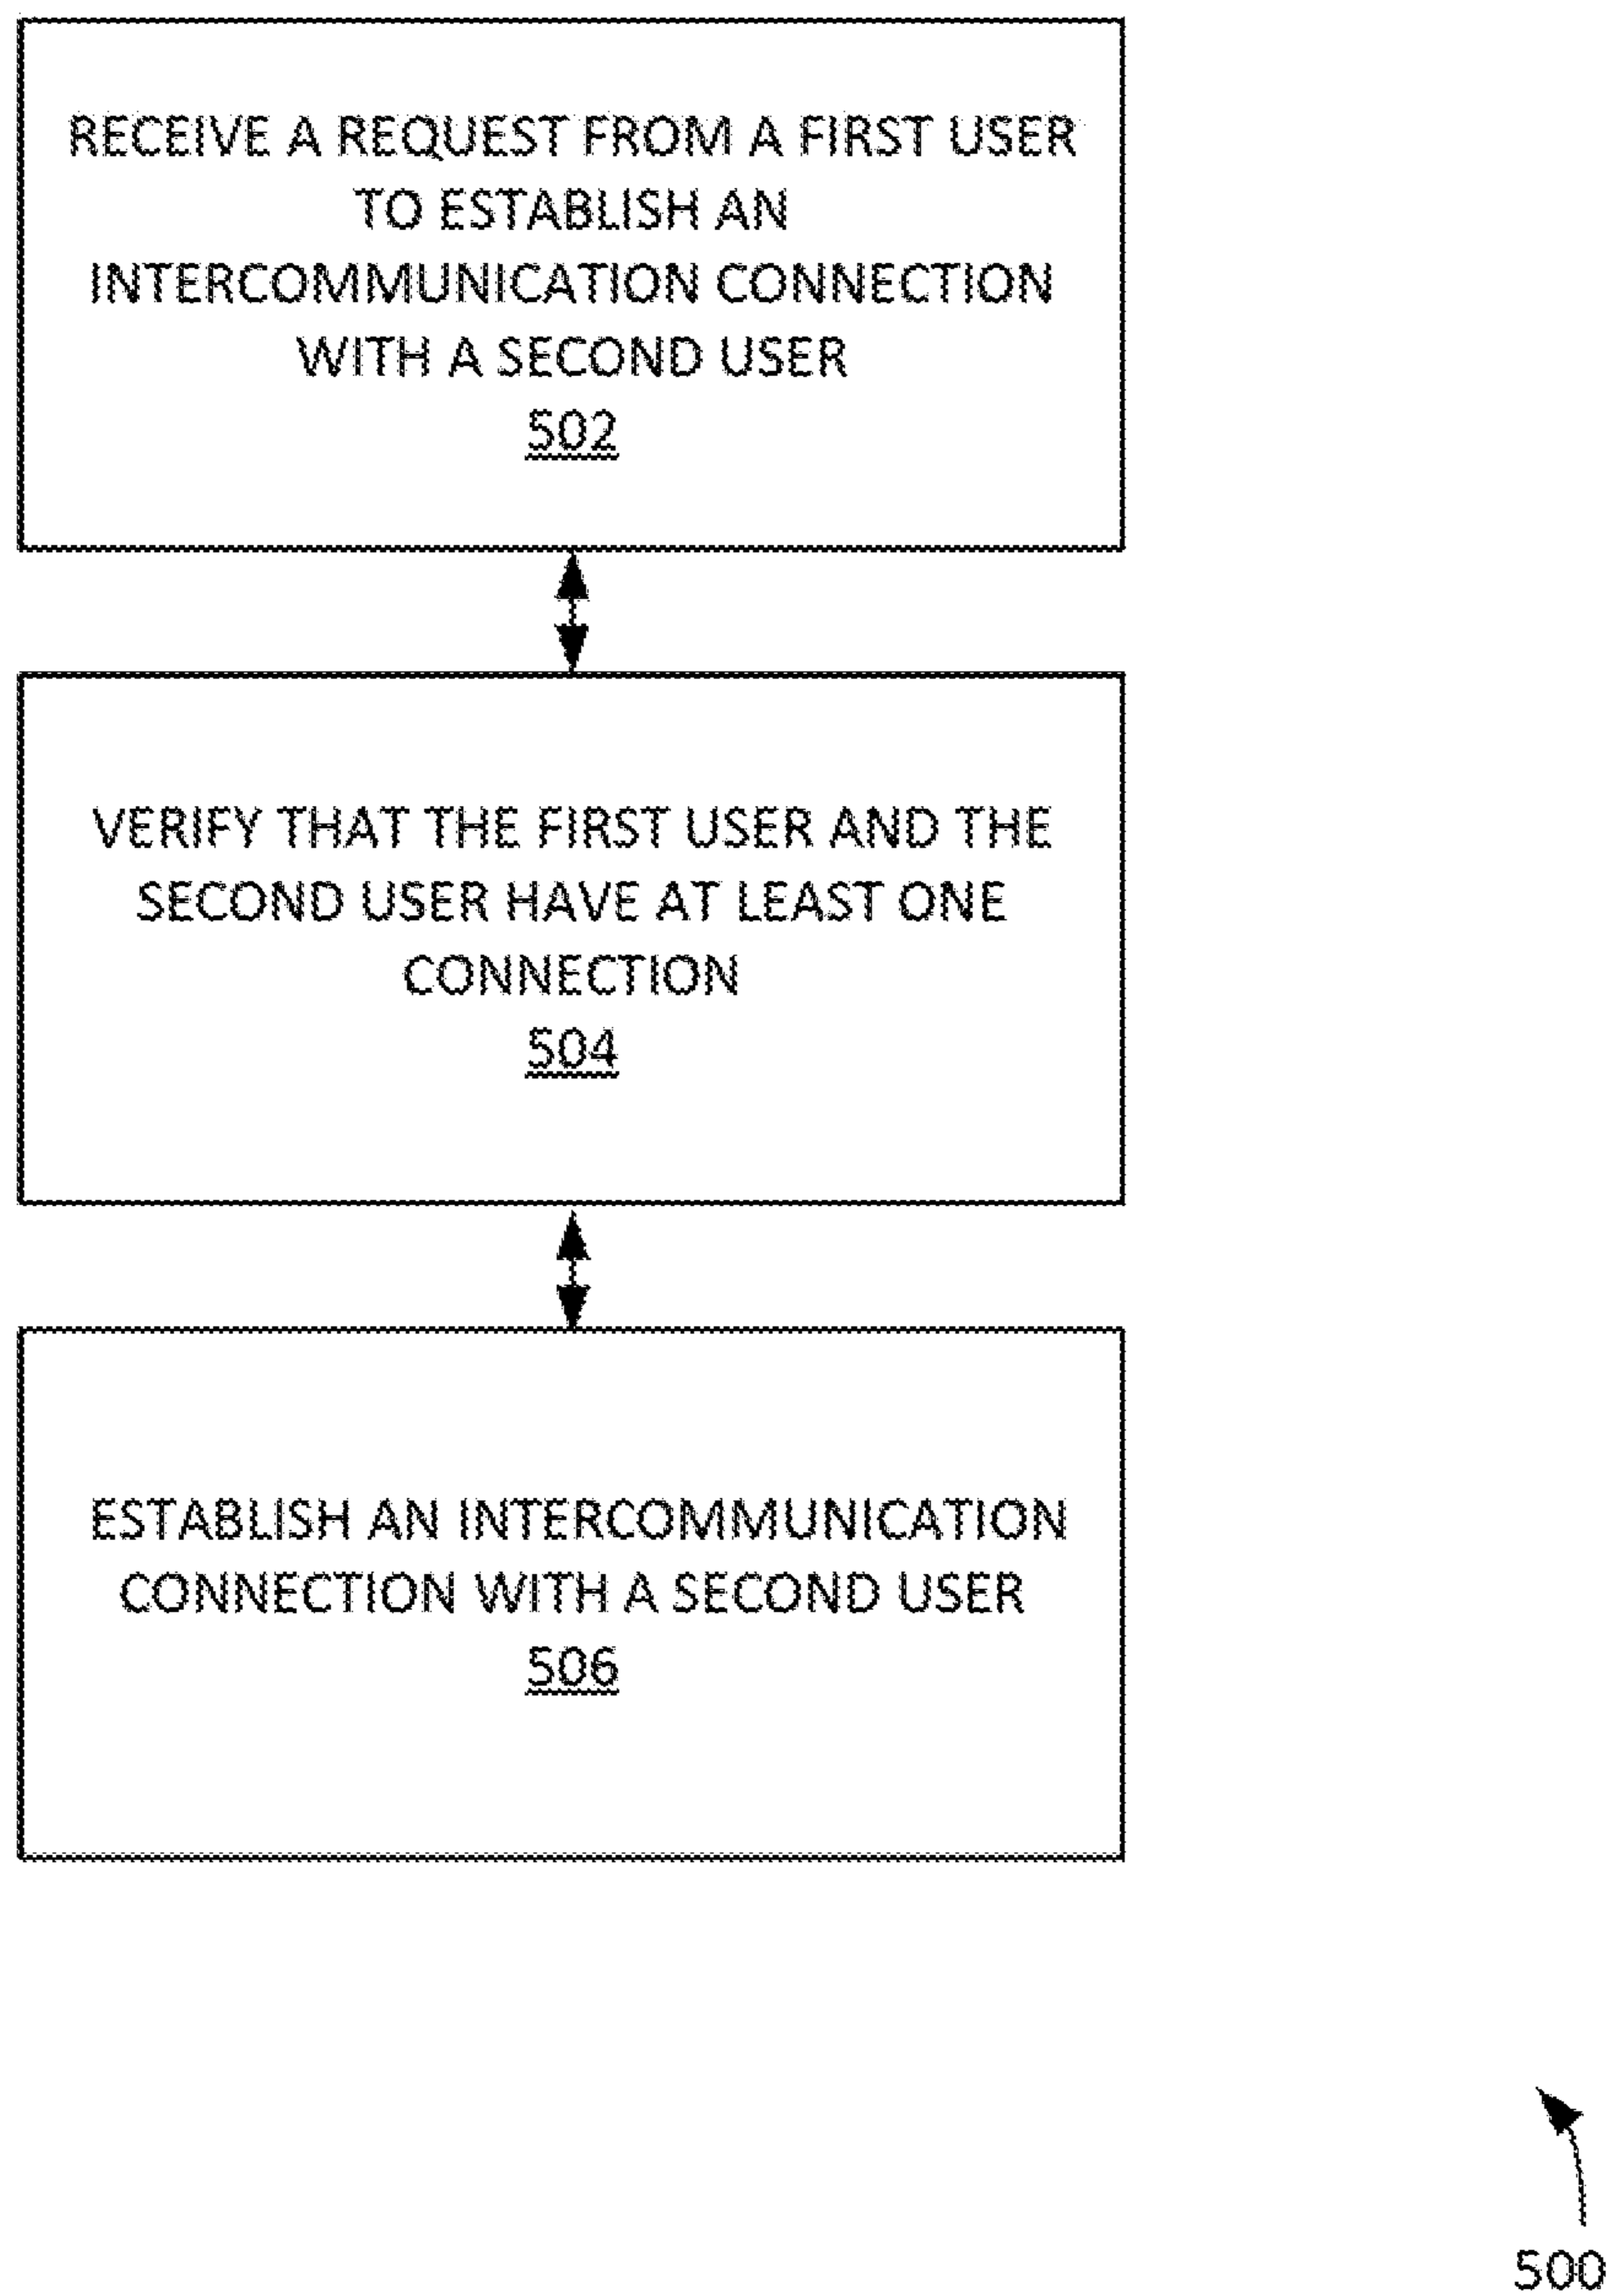 RECEIVE A REQUEST FROM A FIRST USER
TO ESTABLISH AN
INTERCOMMUNICATION CONNECTION
WITH A SECOND USER
502
VERIFY THAT THE FIRST USER AND THE
SECOND USER HAVE AT LEAST ONE
CONNECTION
504
ESTABLISH AN INTERCOMMUNICATION
CONNECTION WITH A SECOND USER
506
500